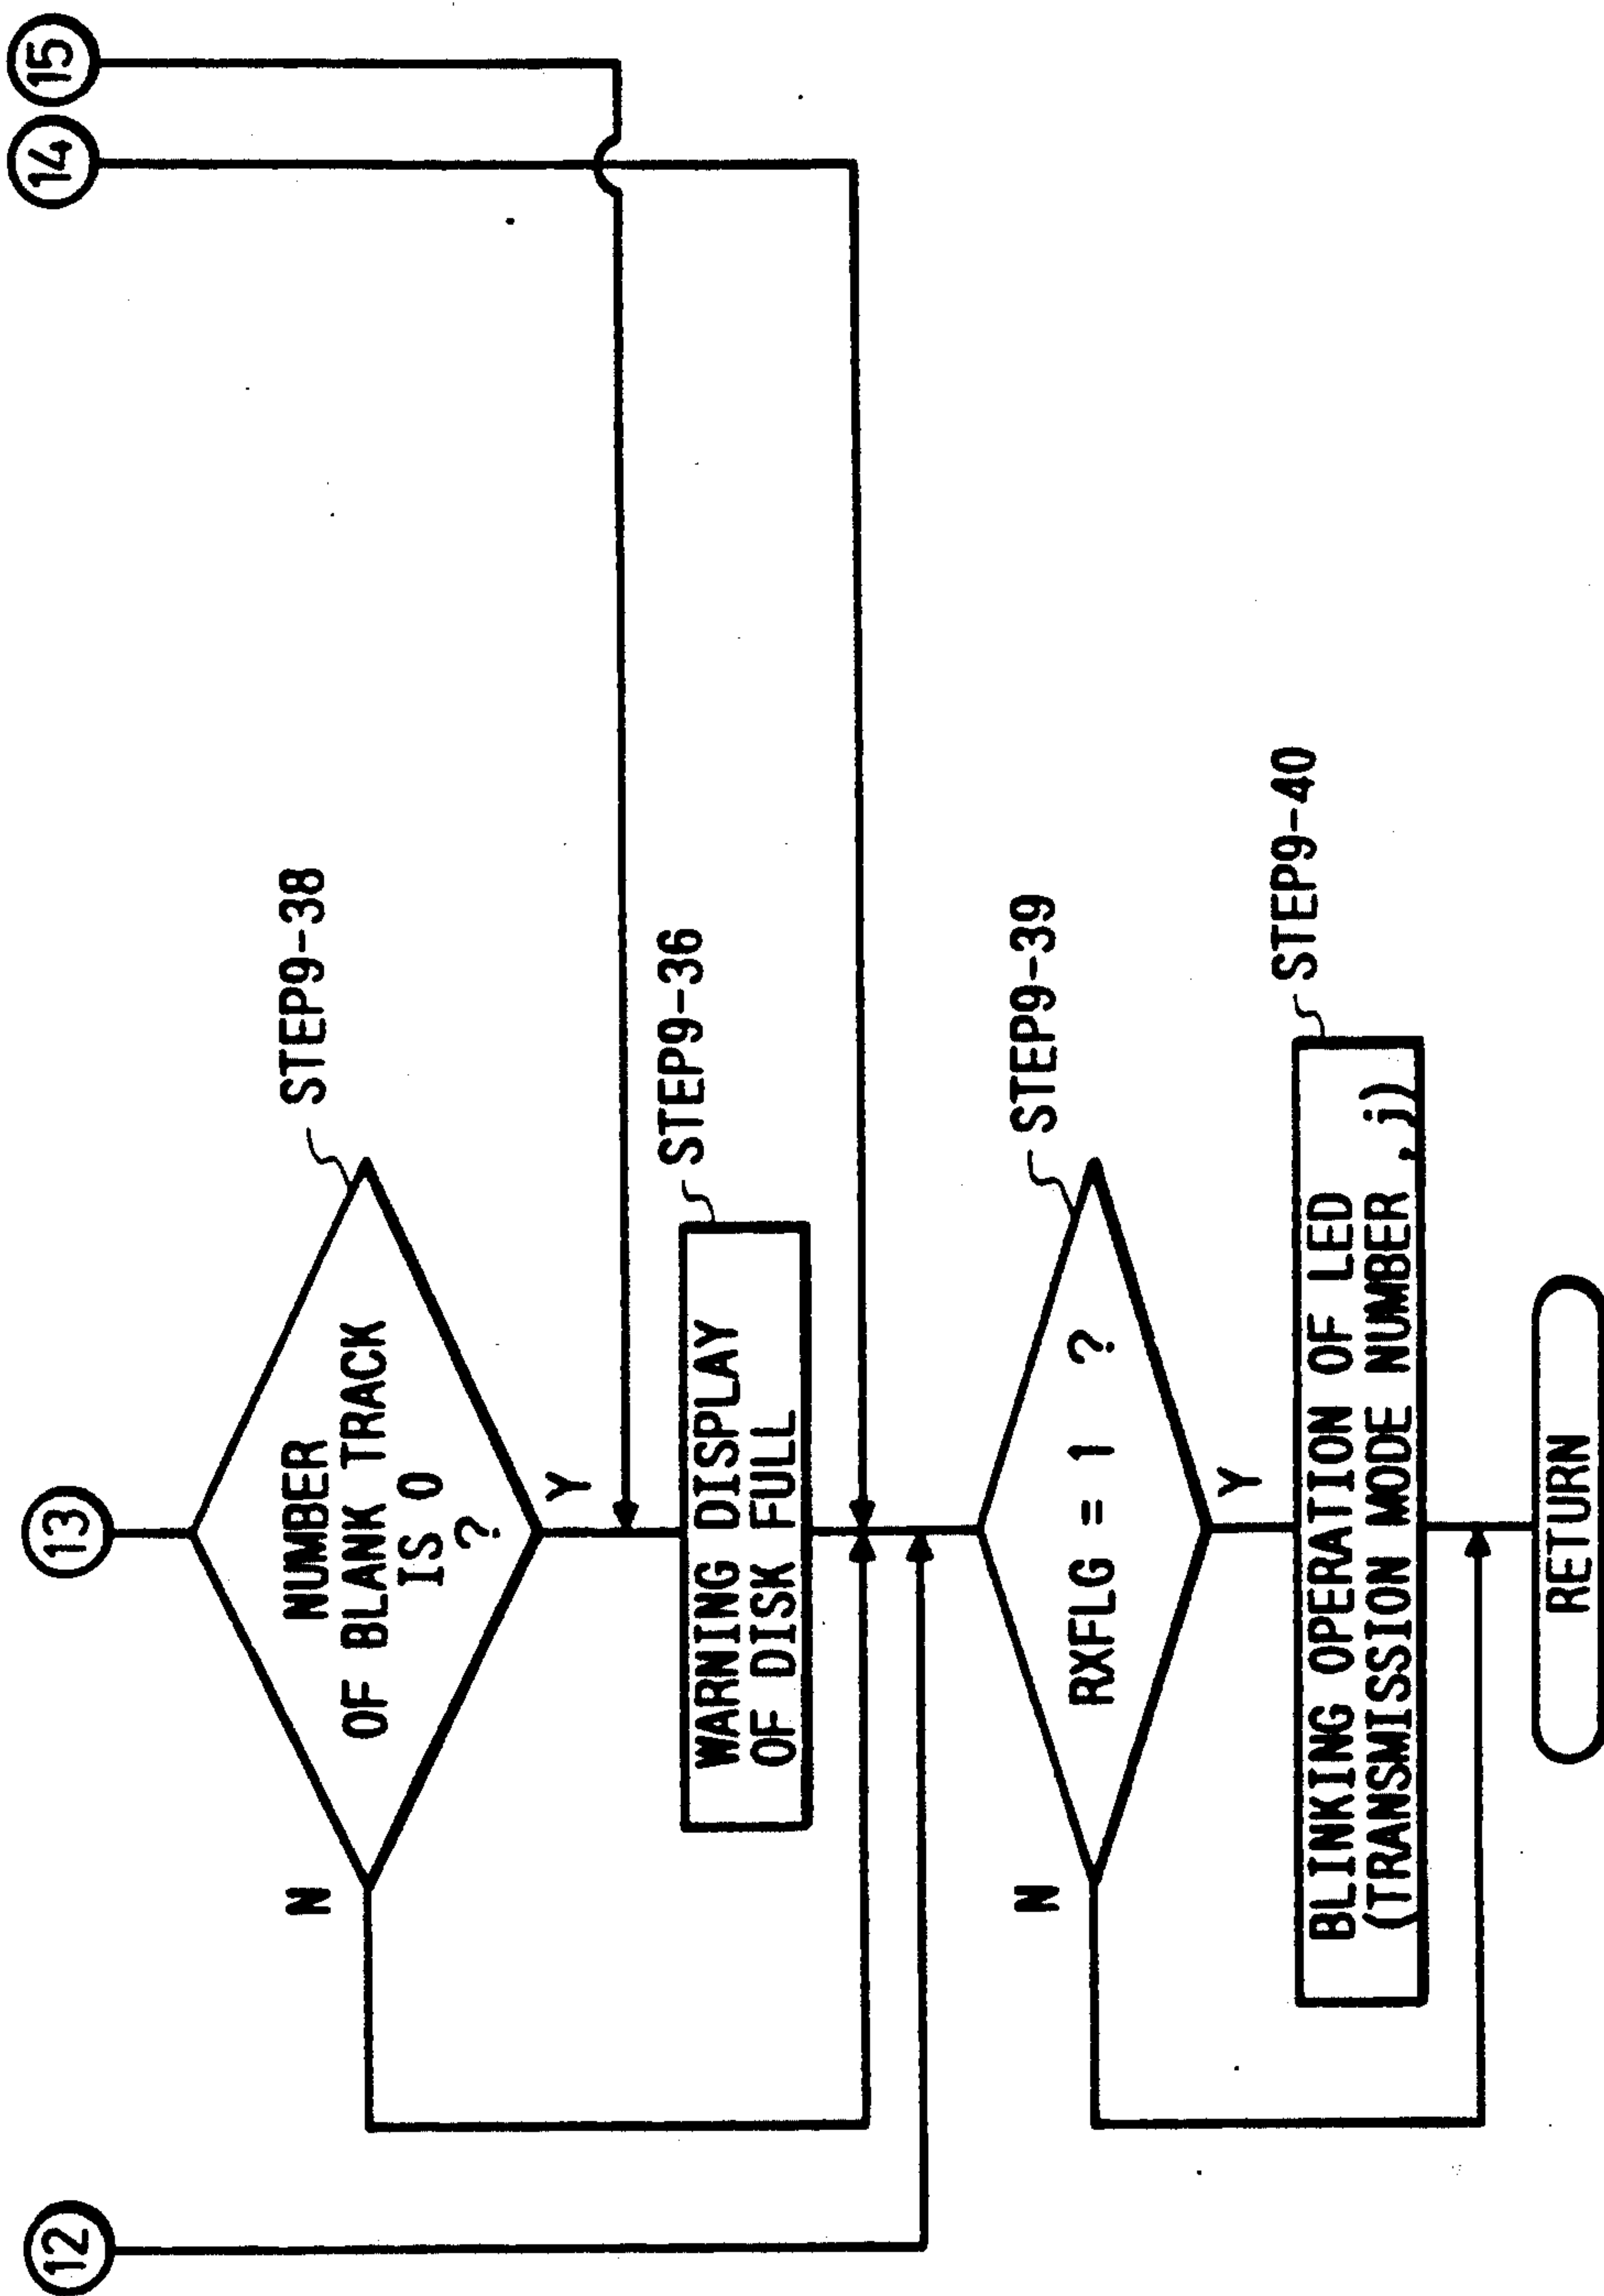 12
13
14
15
STEP9-38
NUMBER
OF BLANK TRACK
IS 0
?
N
Y
STEP9-36
WARNING DISPLAY
OF DISK FULL
STEP9-39
RXFLG = 1 ?
N
Y
STEP9-40
BLINKING OPERATION OF LED
(TRANSMISSION MODE NUMBER , j)
RETURN